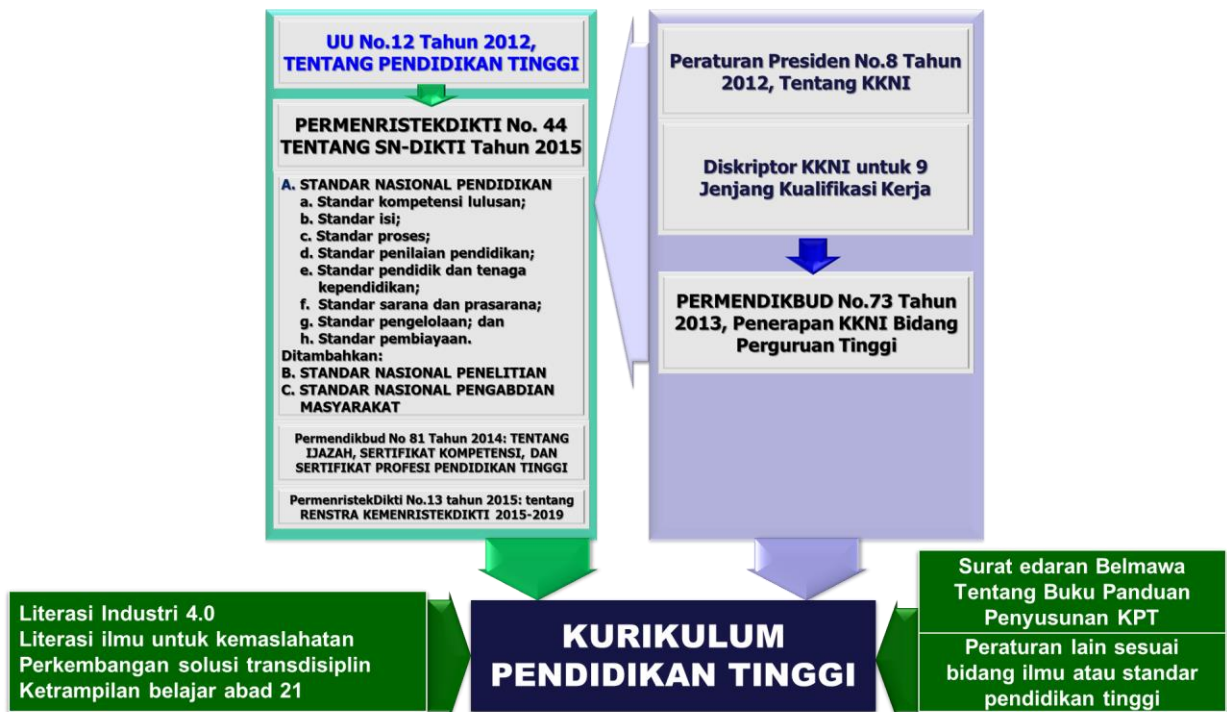 UU No.12 Tahun 2012,
TENTANG PENDIDIKAN TINGGI
PERMENRISTEKDIKTI No. 44
TENTANG SN-DIKTI Tahun 2015
A. STANDAR NASIONAL PENDIDIKAN
a. Standar kompetensi lulusan;
b. Standar isi;
c. Standar proses;
d. Standar penilaian pendidikan;
e. Standar pendidik dan tenaga
kependidikan;
f. Standar sarana dan prasarana;
g. Standar pengelolaan; dan
h. Standar pembiayaan.
Ditambahkan:
B. STANDAR NASIONAL PENELITIAN
C. STANDAR NASIONAL PENGABDIAN
MASYARAKAT
Permendikbud No 81 Tahun 2014: TENTANG
IJAZAH, SERTIFIKAT KOMPETENSI, DAN
SERTIFIKAT PROFESI PENDIDIKAN TINGGI
PermenristekDikti No.13 tahun 2015: tentang
RENSTRA KEMENRISTEKDIKTI 2015-2019
Peraturan Presiden No.8 Tahun
2012, Tentang KKNI
Diskriptor KKNI untuk 9
Jenjang Kualifikasi Kerja
PERMENDIKBUD No.73 Tahun
2013, Penerapan KKNI Bidang
Perguruan Tinggi
Literasi Industri 4.0
Literasi ilmu untuk kemaslahatan
Perkembangan solusi transdisiplin
Ketrampilan belajar abad 21
KURIKULUM
PENDIDIKAN TINGGI
Surat edaran Belmawa
Tentang Buku Panduan
Penyusunan KPT
Peraturan lain sesuai
bidang ilmu atau standar
pendidikan tinggi